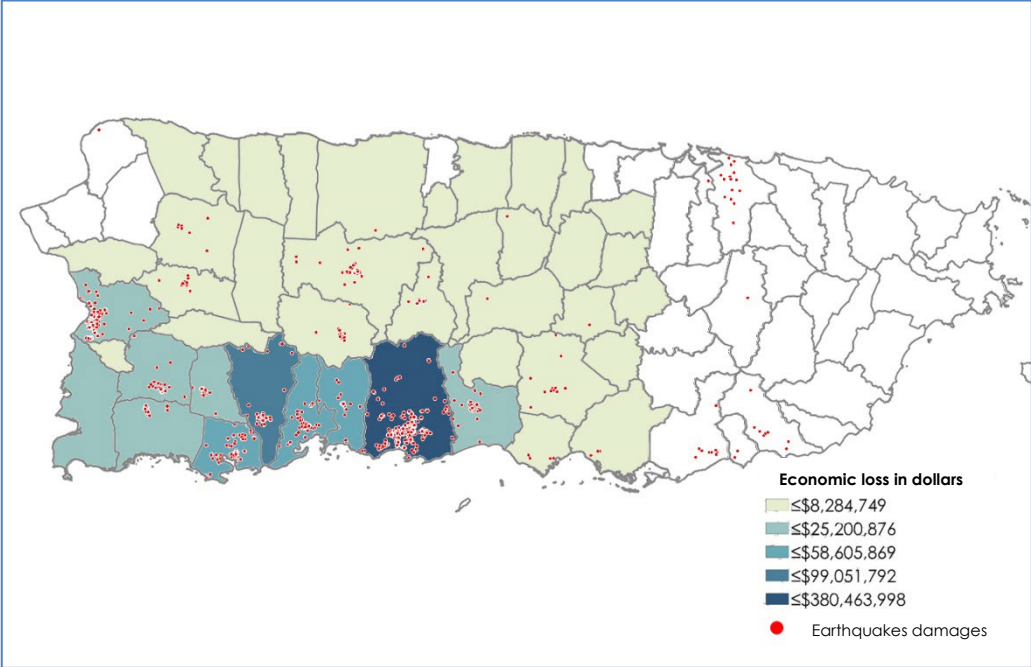 Economic loss in dollars
≤$8,284,749
≤$25,200,876
≤$58,605,869
≤$99,051,792
≤$380,463,998
Earthquakes damages